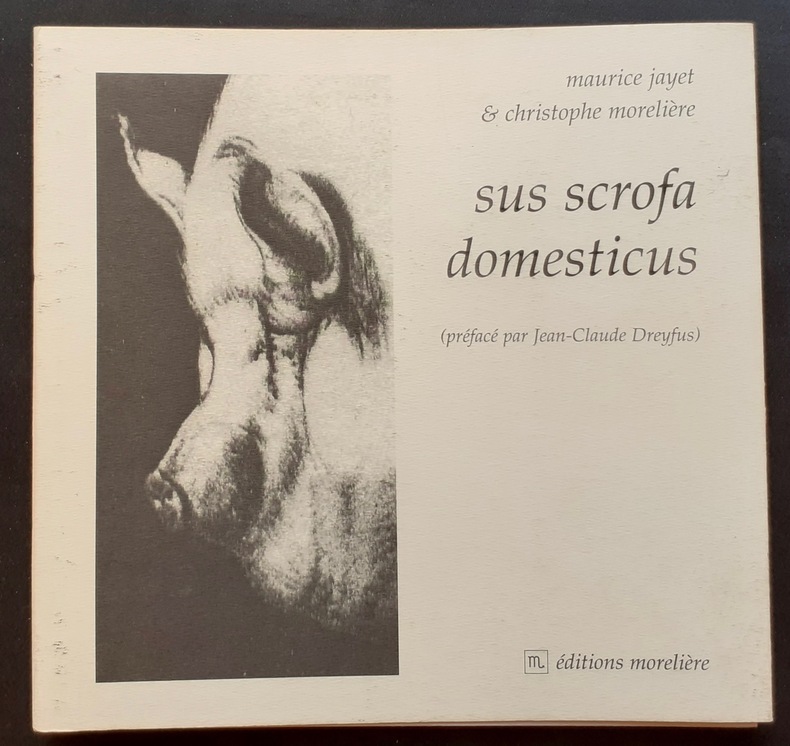 maurice jayet
& christophe morelière
sus scrofa
domesticus
(préfacé par Jean-Claude Dreyfus)
m éditions morelière